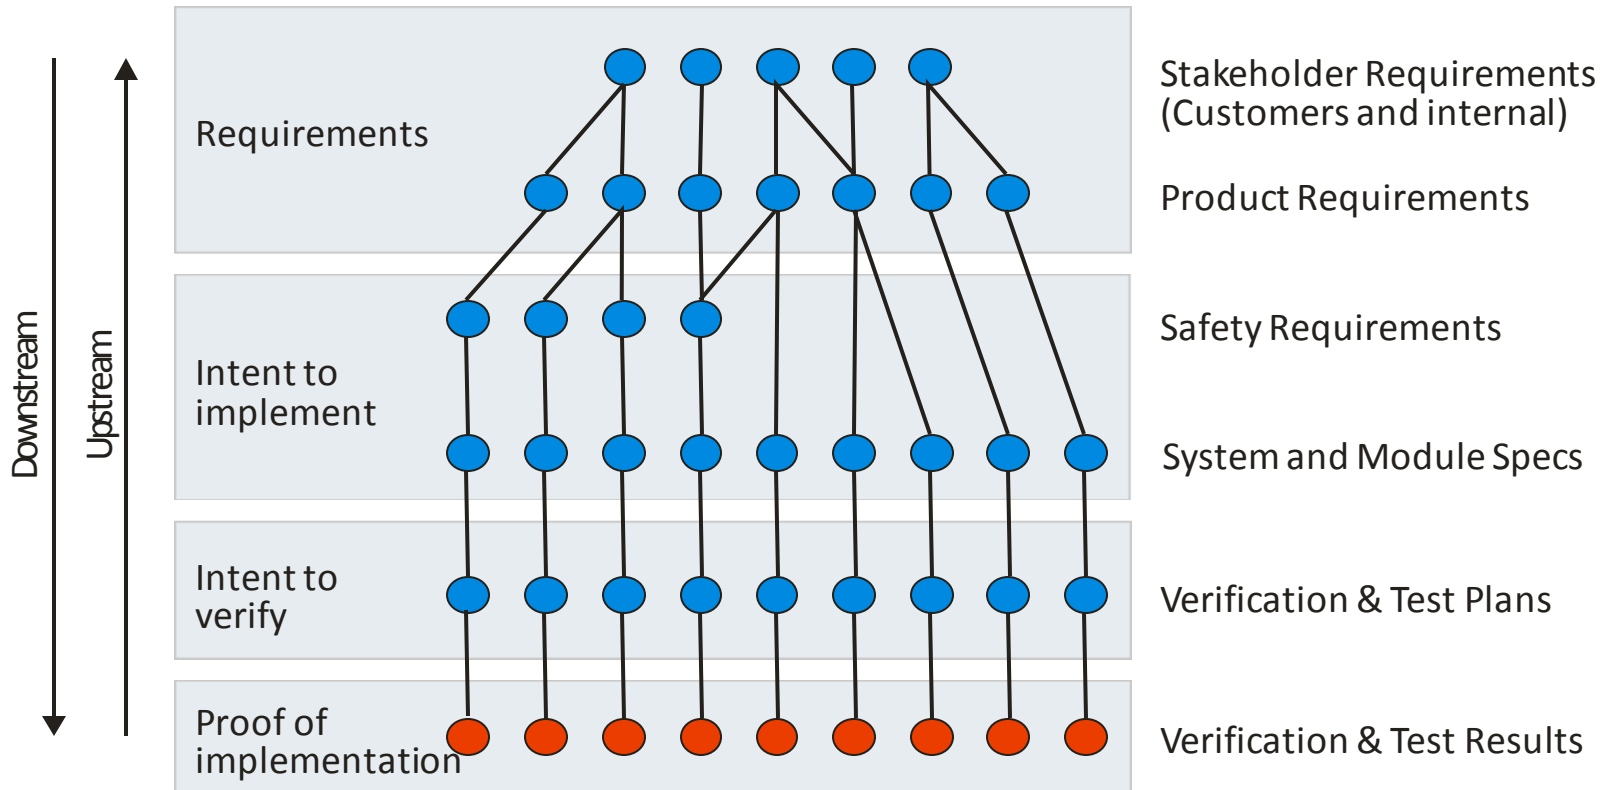 Downstream
Upstream
Requirements
Stakeholder Requirements
(Customers and internal)
Product Requirements
Intent to
implement
Safety Requirements
System and Module Specs
Intent to
verify
Verification & Test Plans
Proof of
implementation
Verification & Test Results